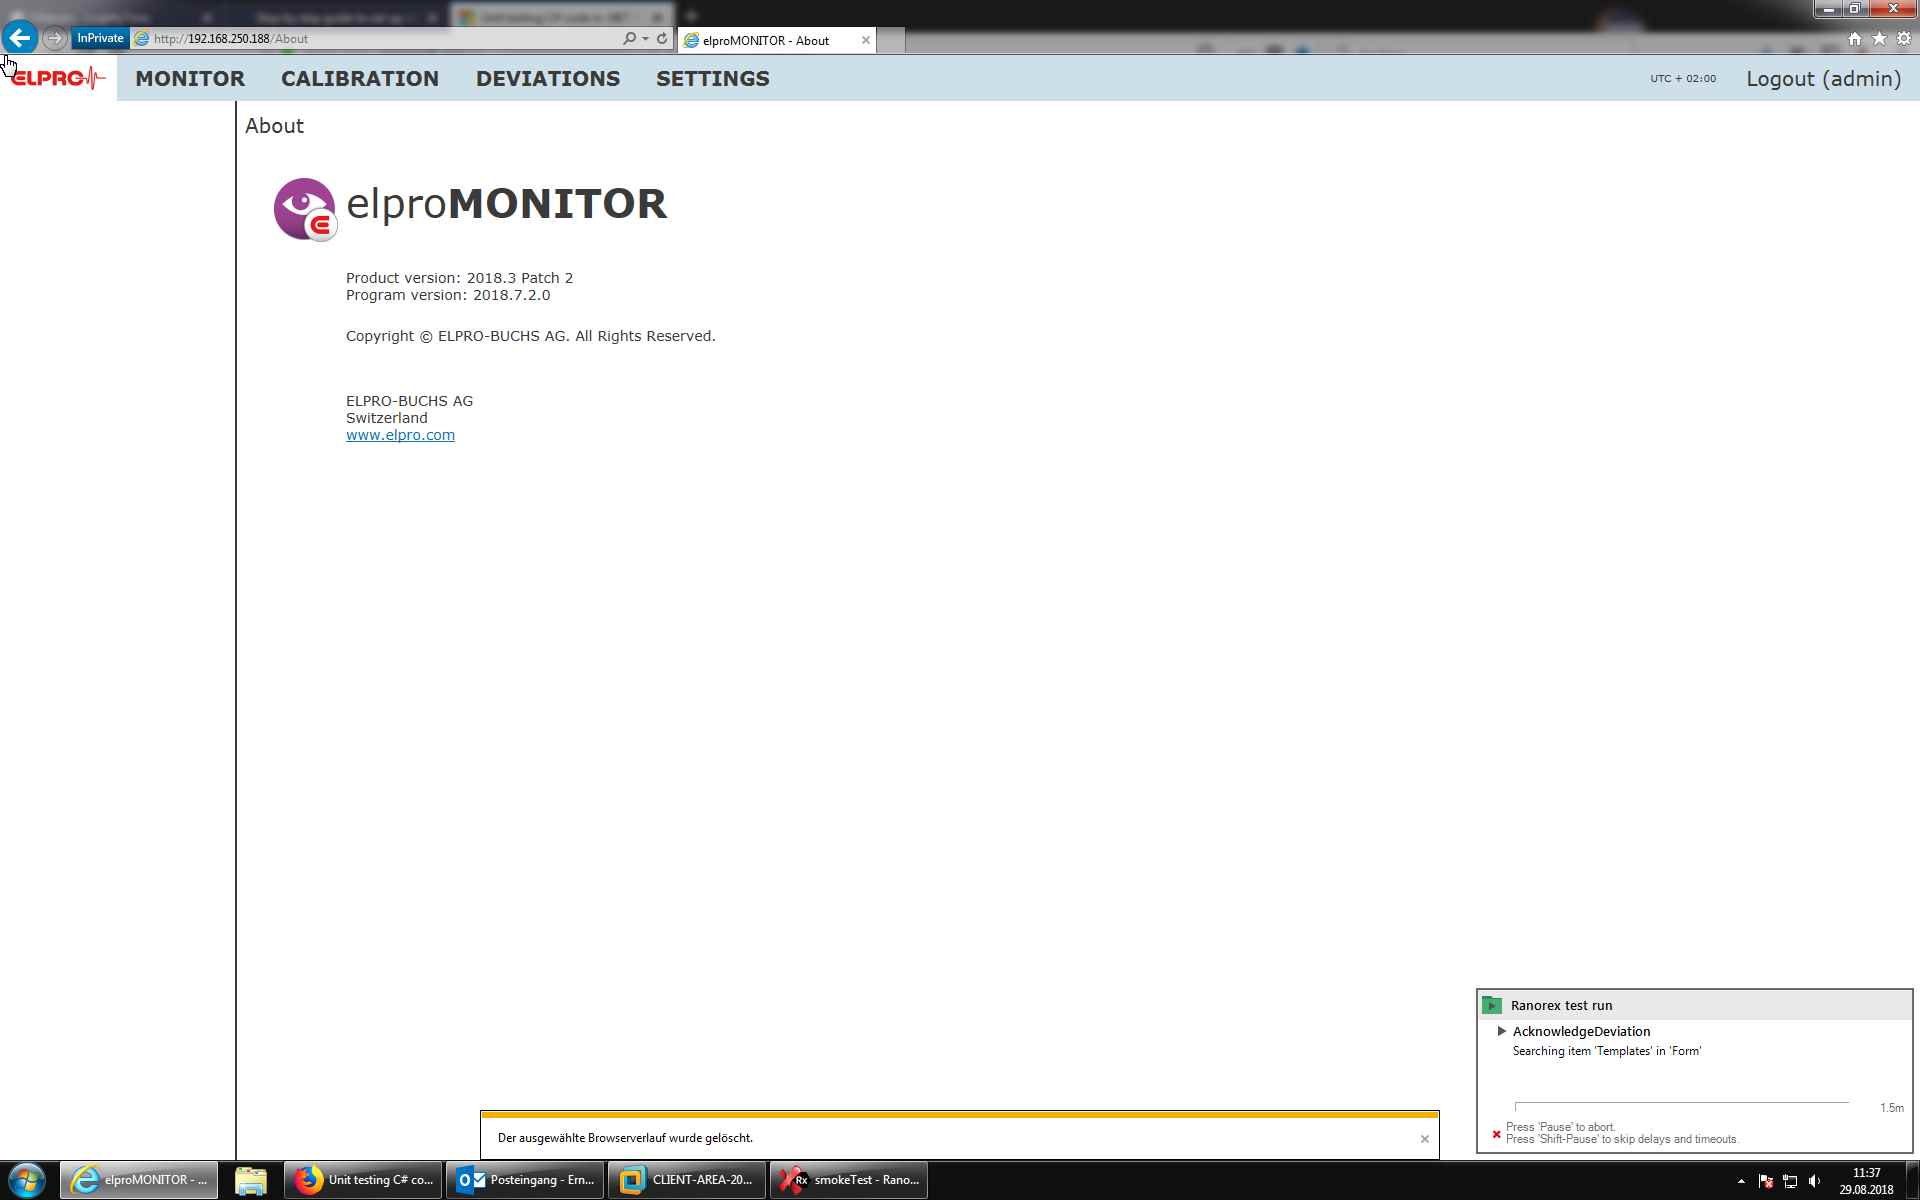 InPrivate
http://192.168.250.188/About
elproMONITOR - About
ELPRO
MONITOR
CALIBRATION
DEVIATIONS
SETTINGS
UTC + 02:00
Logout (admin)
About
elproMONITOR
Product version: 2018.3 Patch 2
Program version: 2018.7.2.0
Copyright © ELPRO-BUCHS AG. All Rights Reserved.
ELPRO-BUCHS AG
Switzerland
www.elpro.com
Ranorex test run
AcknowledgeDeviation
Searching item 'Templates' in 'Form'
1.5m
Press 'Pause' to abort.
Press 'Shift-Pause' to skip delays and timeouts.
Der ausgewählte Browserverlauf wurde gelöscht.
elproMONITOR - ...
Unit testing C# co...
Posteingang - Ern...
CLIENT-AREA-20...
Rx
smokeTest - Rano...
11:37
29.08.2018